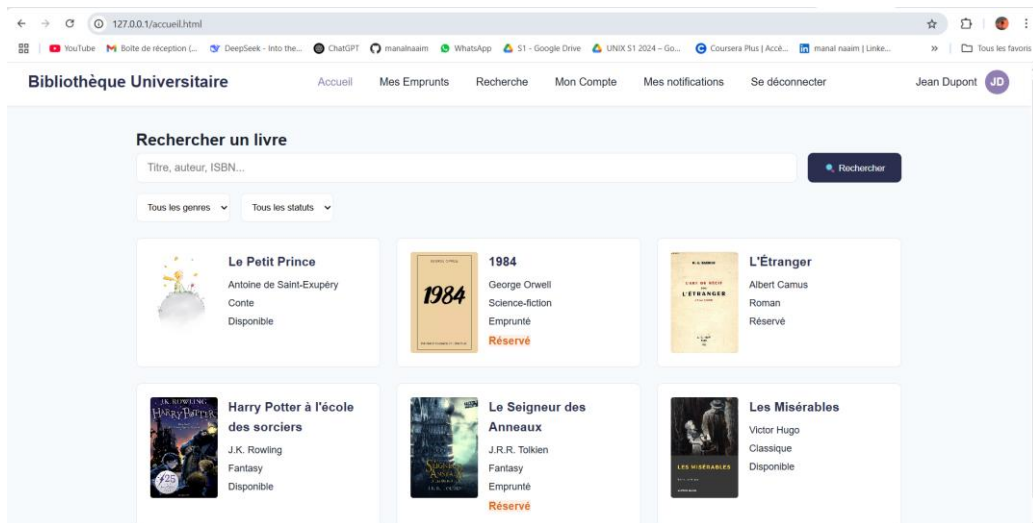 127.0.0.1/accueil.html
YouTube Boîte de réception (... DeepSeek - Into the... ChatGPT manalnaaim WhatsApp S1 - Google Drive UNIX S1 2024 – Go... Coursera Plus | Accé... manal naaim | Linke... » Tous les favoris
Bibliothèque Universitaire Accueil Mes Emprunts Recherche Mon Compte Mes notifications Se déconnecter Jean Dupont JD
Rechercher un livre
Titre, auteur, ISBN... Rechercher
Tous les genres Tous les statuts
Le Petit Prince
Antoine de Saint-Exupéry
Conte
Disponible
1984
1984
George Orwell
Science-fiction
Emprunté
Réservé
L'ÉTRANGER
L'Étranger
Albert Camus
Roman
Réservé
J.K. ROWLING
HARRY POTTER
Harry Potter à l'école
des sorciers
J.K. Rowling
Fantasy
Disponible
Le Seigneur des
Anneaux
J.R.R. Tolkien
Fantasy
Emprunté
Réservé
LES MISÉRABLES
Les Misérables
Victor Hugo
Classique
Disponible